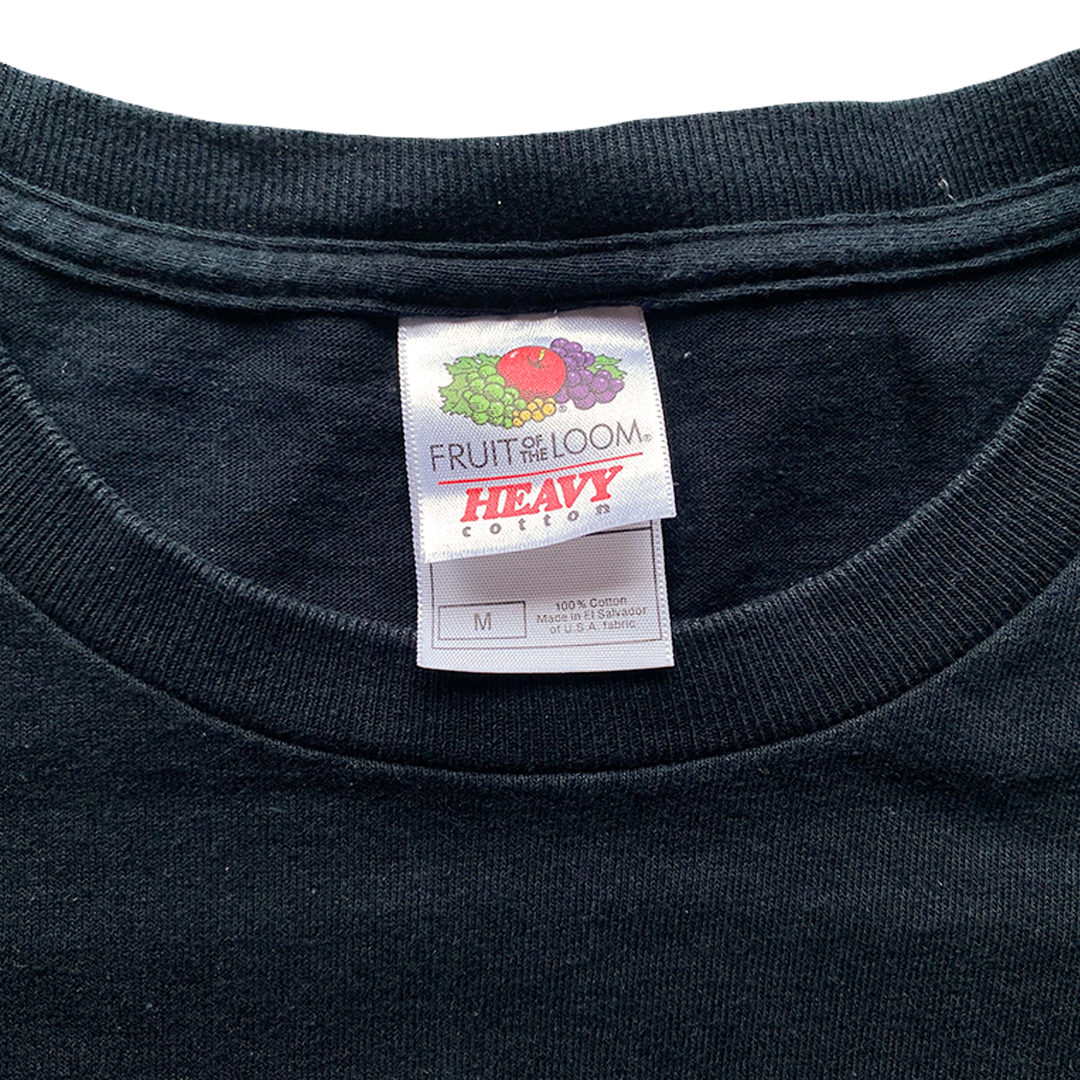 FRUIT OF THE LOOM®
HEAVY
cotton
M
100% Cotton
Made in El Salvador
of U.S.A. fabric